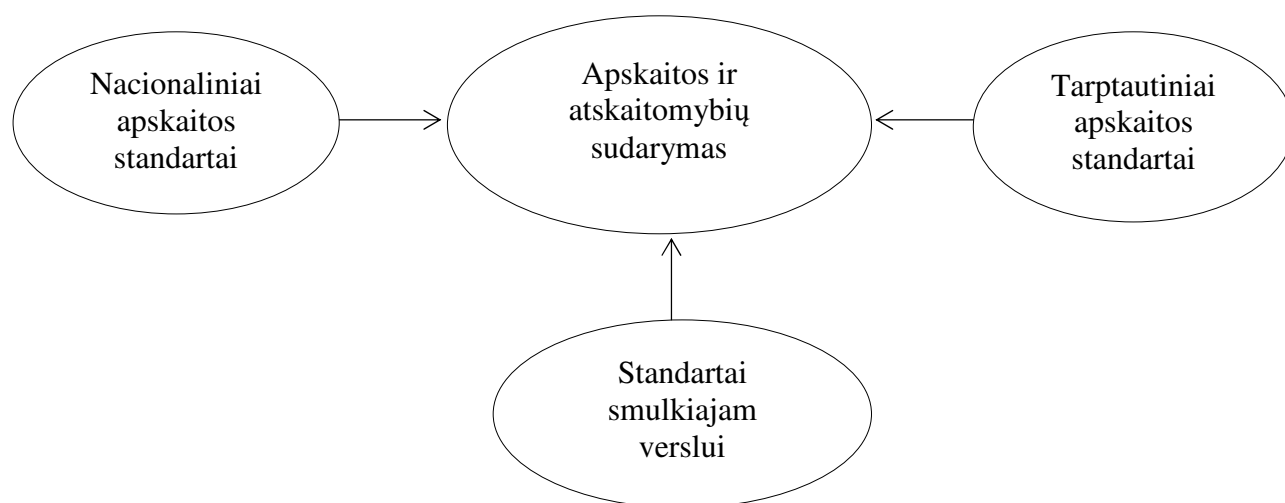 Nacionaliniai
apskaitos
standartai
Apskaitos ir
atskaitomybių
sudarymas
Tarptautiniai
apskaitos
standartai
Standartai
smulkiajam
verslui